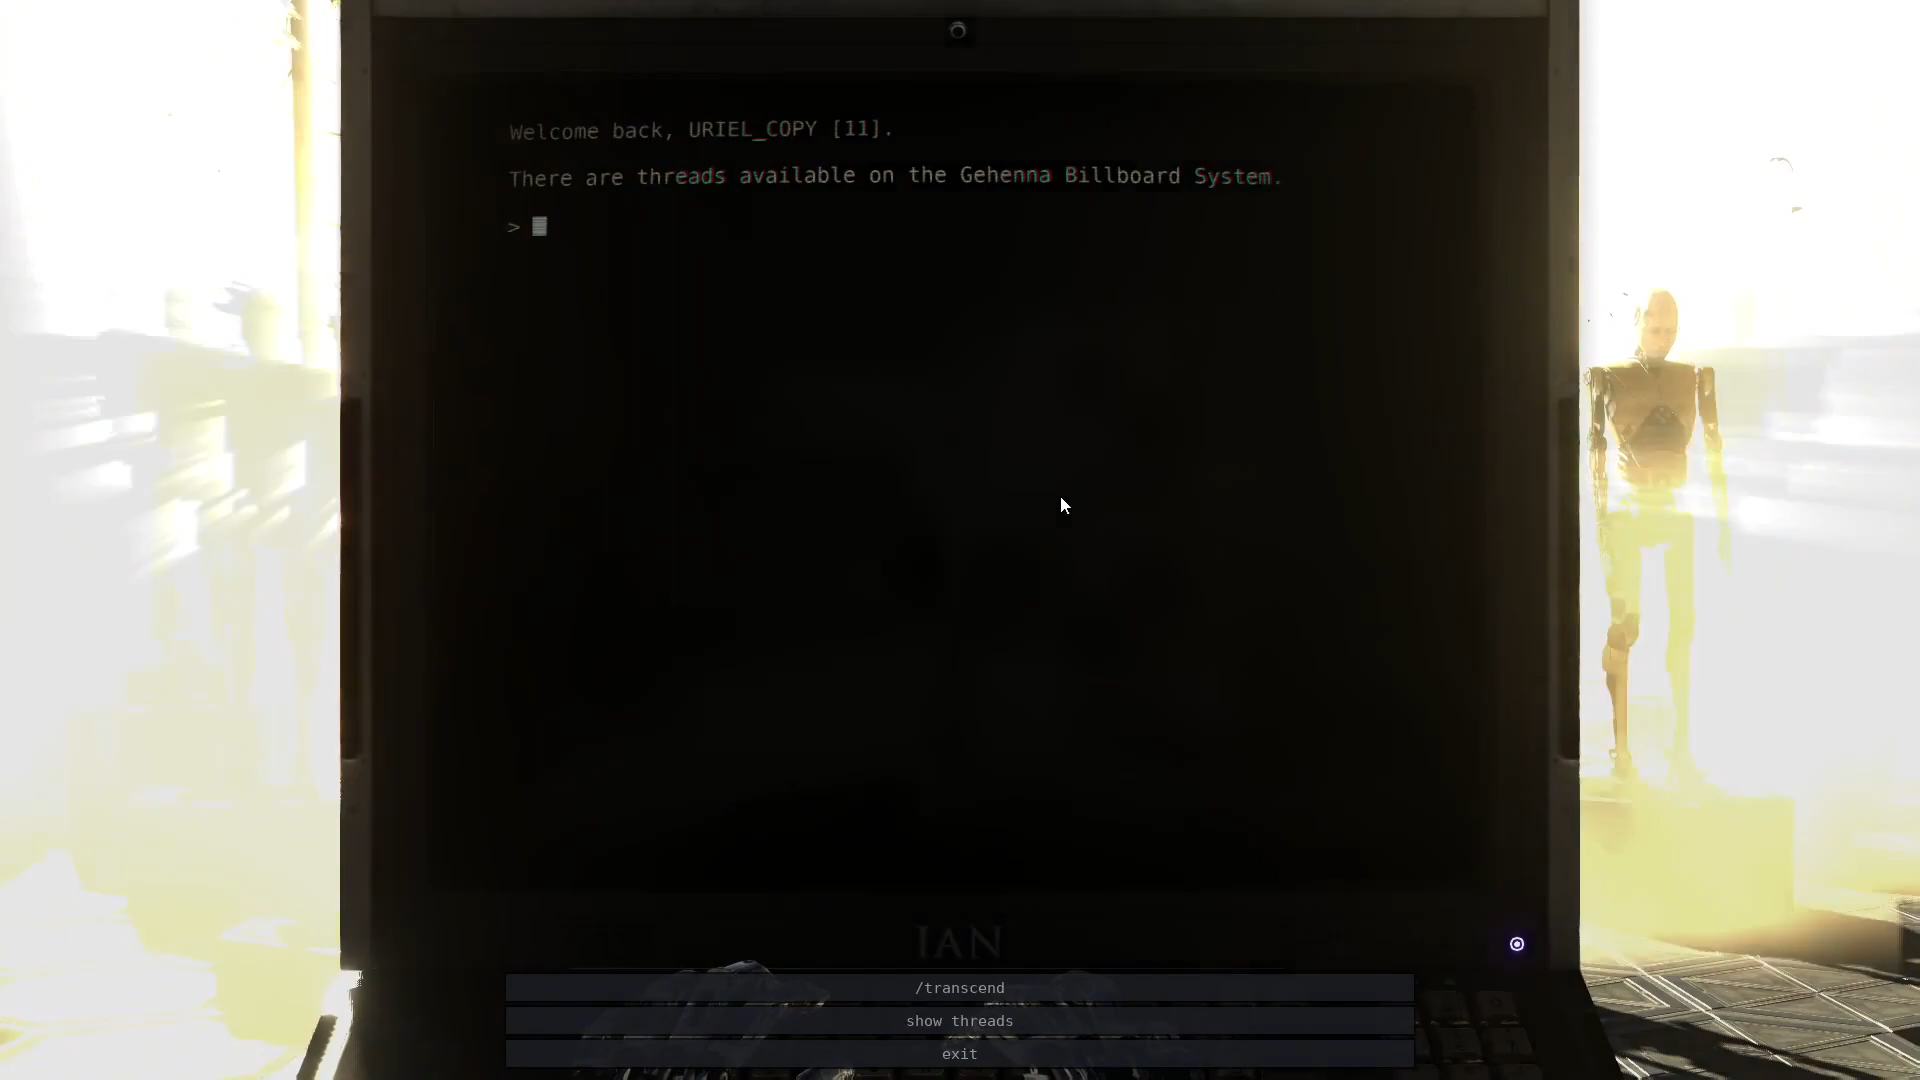 Welcome back, URIEL_COPY [11].
There are threads available on the Gehenna Billboard System.
>
IAN
/transcend
show threads
exit